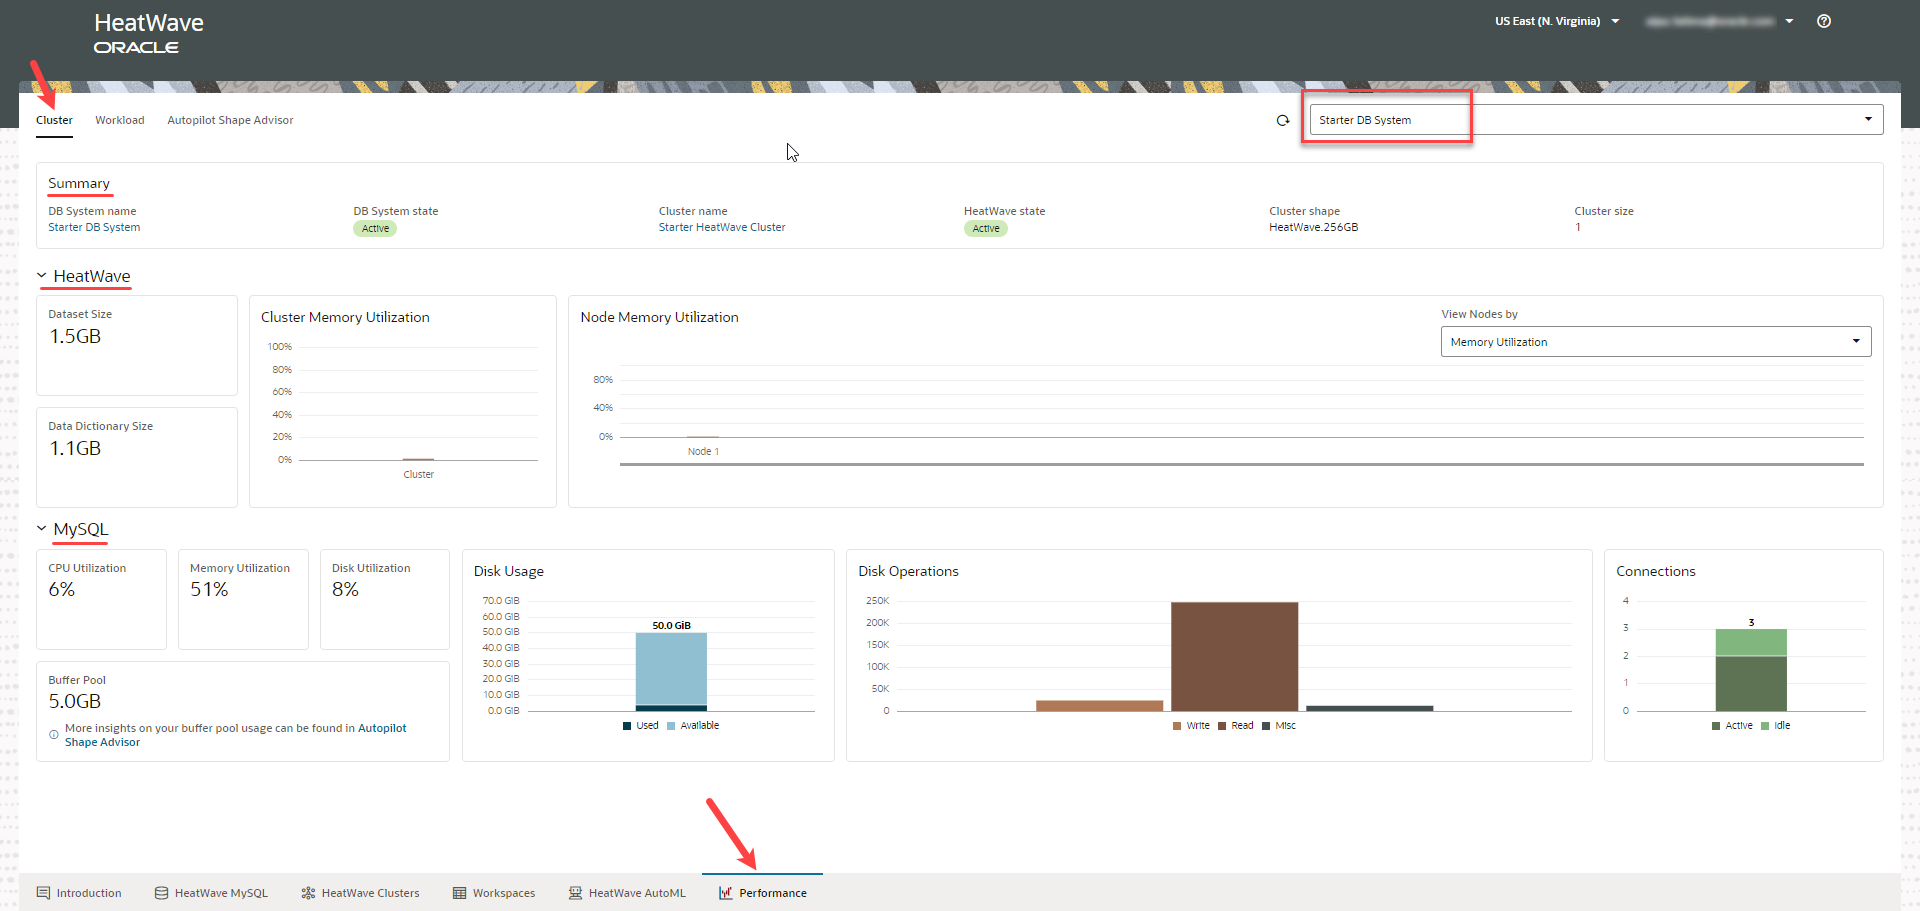 HeatWave
ORACLE
US East (N. Virginia)
Cluster
Workload
Autopilot Shape Advisor
Starter DB System
Summary
DB System name
Starter DB System
DB System state
Active
Cluster name
Starter HeatWave Cluster
HeatWave state
Active
Cluster shape
HeatWave.256GB
Cluster size
1
HeatWave
Dataset Size
1.5GB
Data Dictionary Size
1.1GB
Cluster Memory Utilization
100%
80%
60%
40%
20%
0%
Cluster
Node Memory Utilization
View Nodes by
Memory Utilization
80%
40%
0%
Node 1
MySQL
CPU Utilization
6%
Memory Utilization
51%
Disk Utilization
8%
Buffer Pool
5.0GB
More insights on your buffer pool usage can be found in Autopilot
Shape Advisor
Disk Usage
70.0 GiB
60.0 GiB
50.0 GiB
40.0 GiB
30.0 GiB
20.0 GiB
10.0 GiB
0.0 GiB
50.0 GiB
Used
Available
Disk Operations
250K
200K
150K
100K
50K
0
Write
Read
Misc
Connections
4
3
2
1
0
3
Active
Idle
Introduction
HeatWave MySQL
HeatWave Clusters
Workspaces
HeatWave AutoML
Performance